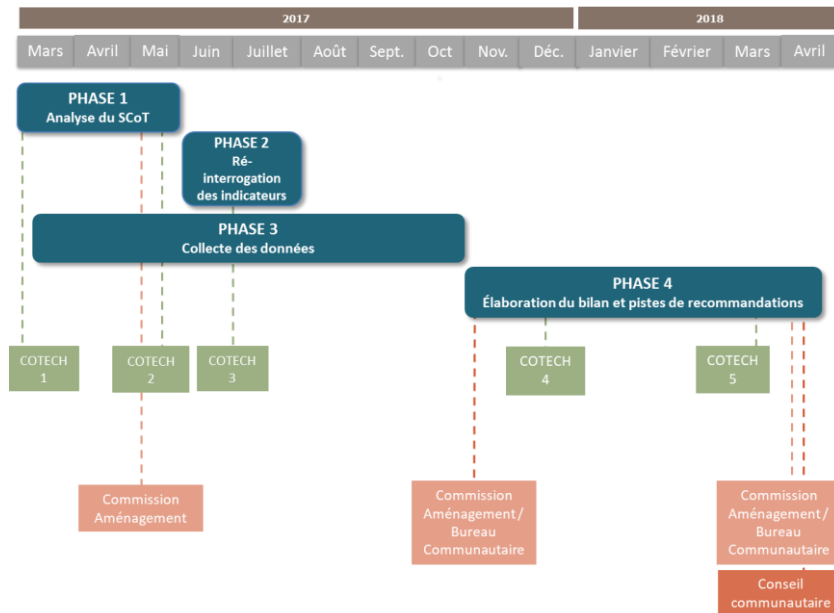 2017
2018
Mars
Avril
Mai
Juin
Juillet
Août
Sept.
Oct
Nov.
Déc.
Janvier
Février
Mars
Avril
PHASE 1
Analyse du SCoT
PHASE 2
Ré-
interrogation
des indicateurs
PHASE 3
Collecte des données
PHASE 4
Élaboration du bilan et pistes de recommandations
COTECH
1
COTECH
2
COTECH
3
COTECH
4
COTECH
5
Commission
Aménagement
Commission
Aménagement/
Bureau
Communautaire
Commission
Aménagement/
Bureau
Communautaire
Conseil
communautaire